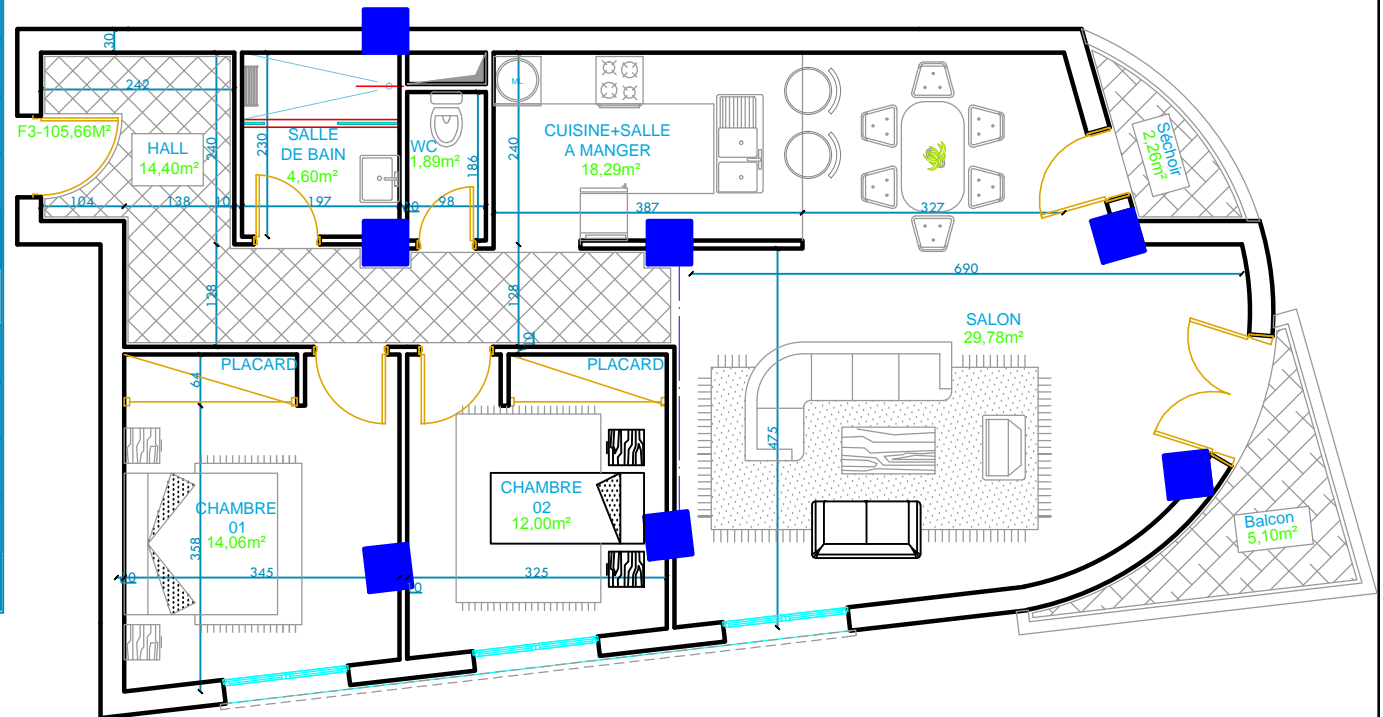 30
242
F3-105,66M²
HALL
14,40m²
240
230
SALLE
DE BAIN
4,60m²
WC
1,89m²
186
ML
CUISINE+SALLE
A MANGER
18,29m²
240
Séchoir
2,26m²
104
138
10
197
98
387
327
690
128
128
10
SALON
29,78m²
PLACARD
PLACARD
64
475
CHAMBRE
01
14,06m²
358
345
CHAMBRE
02
12,00m²
325
10
Balcon
5,10m²